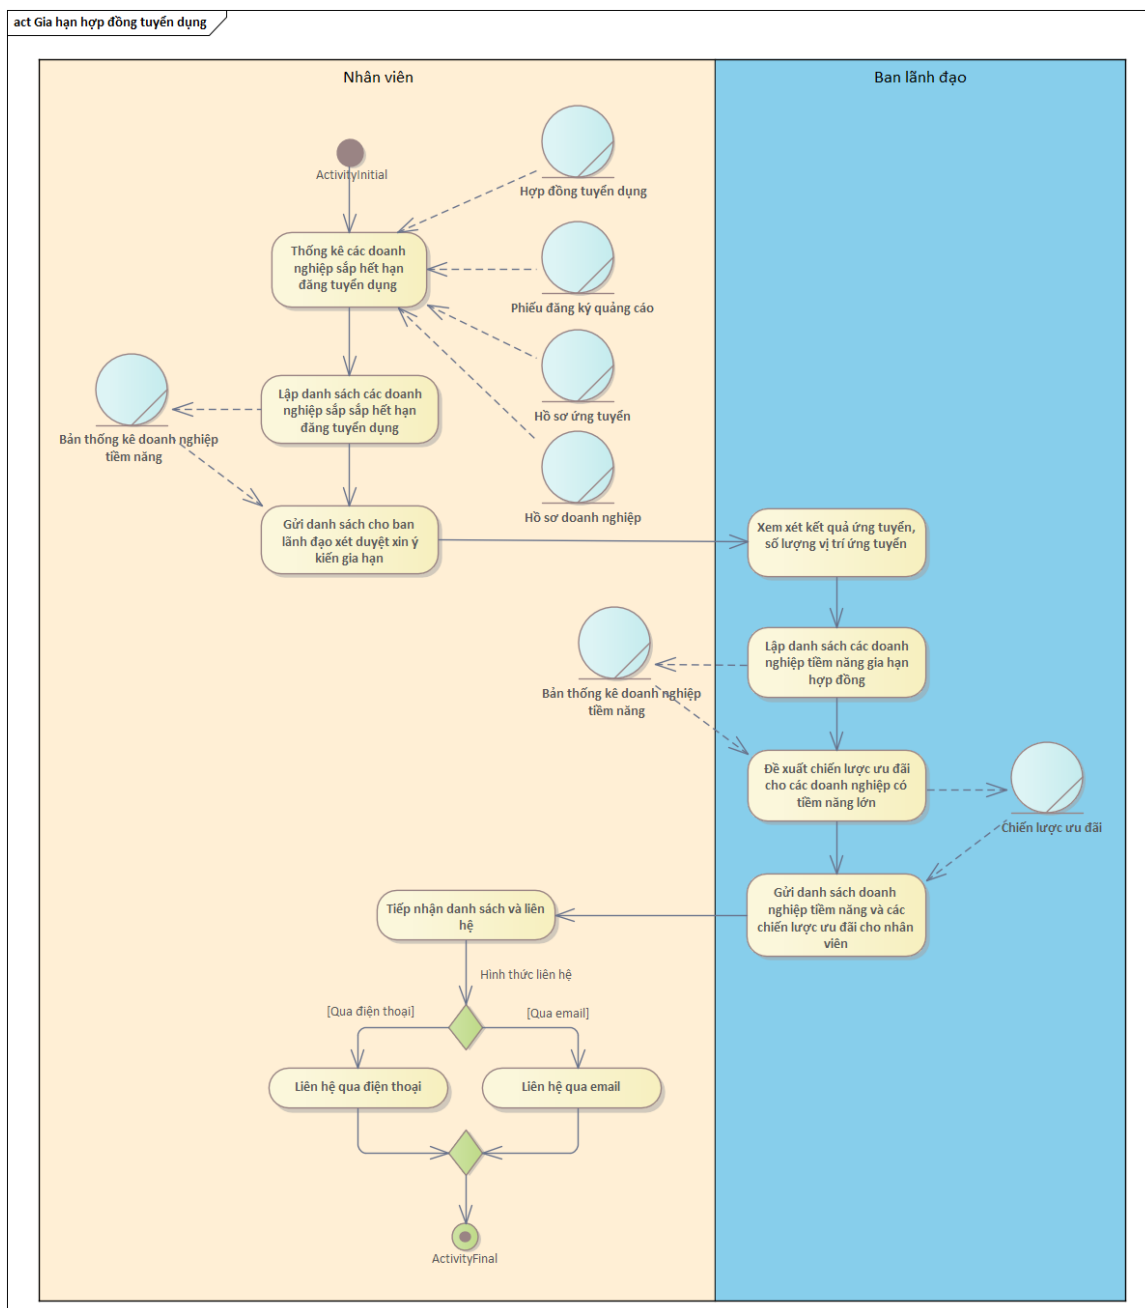 act Gia hạn hợp đồng tuyển dụng
Nhân viên
Ban lãnh đạo
ActivityInitial
Hợp đồng tuyển dụng
Thống kê các doanh
nghiệp sắp hết hạn
đăng tuyển dụng
Phiếu đăng ký quảng cáo
Hồ sơ ứng tuyển
Lập danh sách các doanh
nghiệp sắp sắp hết hạn
đăng tuyển dụng
Bản thống kê doanh nghiệp
tiềm năng
Hồ sơ doanh nghiệp
Gửi danh sách cho ban
lãnh đạo xét duyệt xin ý
kiến gia hạn
Xem xét kết quả ứng tuyển,
số lượng vị trí ứng tuyển
Lập danh sách các doanh
nghiệp tiềm năng gia hạn
hợp đồng
Bản thống kê doanh nghiệp
tiềm năng
Đề xuất chiến lược ưu đãi
cho các doanh nghiệp có
tiềm năng lớn
Chiến lược ưu đãi
Gửi danh sách doanh
nghiệp tiềm năng và các
chiến lược ưu đãi cho nhân
viên
Tiếp nhận danh sách và liên
hệ
Hình thức liên hệ
[Qua điện thoại]
[Qua email]
Liên hệ qua điện thoại
Liên hệ qua email
ActivityFinal